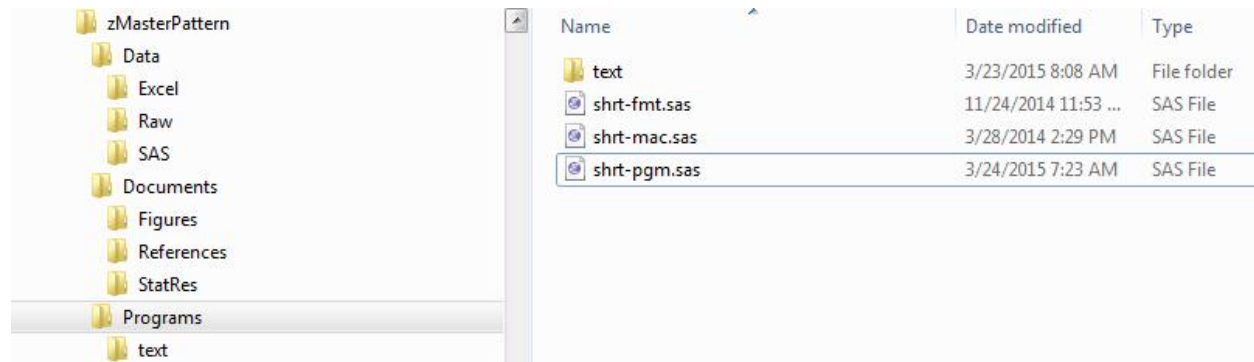 zMasterPattern
Data
Excel
Raw
SAS
Documents
Figures
References
StatRes
Programs
text
Name Date modified Type
text 3/23/2015 8:08 AM File folder
shrt-fmt.sas 11/24/2014 11:53 ... SAS File
shrt-mac.sas 3/28/2014 2:29 PM SAS File
shrt-pgm.sas 3/24/2015 7:23 AM SAS File